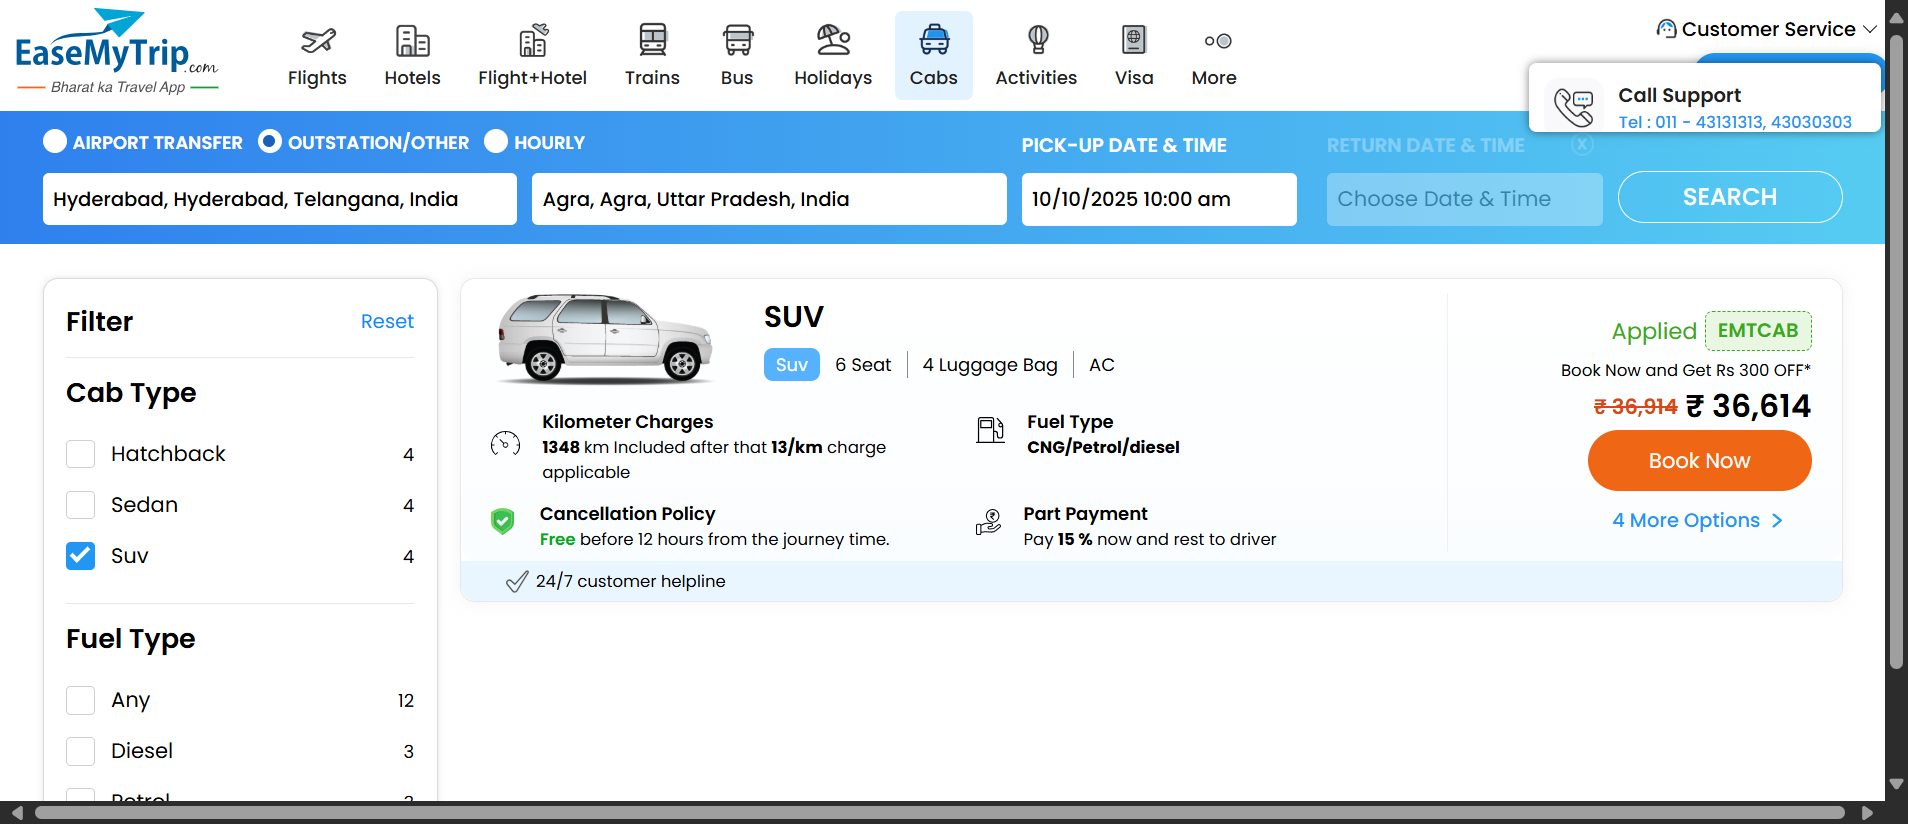 EaseMyTrip.com
Bharat ka Travel App
Flights
Hotels
Flight+Hotel
Trains
Bus
Holidays
Cabs
Activities
Visa
More
Customer Service
Call Support
Tel : 011 - 43131313, 43030303
AIRPORT TRANSFER
OUTSTATION/OTHER
HOURLY
PICK-UP DATE & TIME
RETURN DATE & TIME
X
Hyderabad, Hyderabad, Telangana, India
Agra, Agra, Uttar Pradesh, India
10/10/2025 10:00 am
Choose Date & Time
SEARCH
Filter
Reset
Cab Type
Hatchback 4
Sedan 4
Suv 4
Fuel Type
Any 12
Diesel 3
Petrol 3
SUV
Suv
6 Seat
4 Luggage Bag
AC
Kilometer Charges
1348 km Included after that 13/km charge
applicable
Fuel Type
CNG/Petrol/diesel
Cancellation Policy
Free before 12 hours from the journey time.
Part Payment
Pay 15 % now and rest to driver
24/7 customer helpline
Applied EMTCAB
Book Now and Get Rs 300 OFF*
₹ 36,914 ₹ 36,614
Book Now
4 More Options